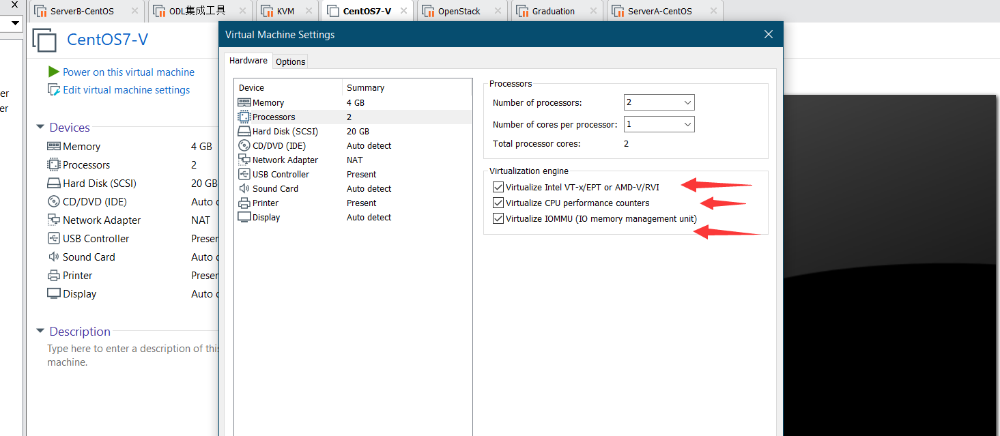 ServerB-CentOS
ODL集成工具
KVM
CentOS7-V
OpenStack
Graduation
ServerA-CentOS
CentOS7-V
Power on this virtual machine
Edit virtual machine settings
er
er
Devices
Memory 4 GB
Processors 2
Hard Disk (SCSI) 20 GB
CD/DVD (IDE) Auto
Network Adapter NAT
USB Controller Presen
Sound Card Auto
Printer Presen
Display Auto
Description
Type here to enter a description of this
machine.
Virtual Machine Settings
Hardware
Options
Device Summary
Memory 4 GB
Processors 2
Hard Disk (SCSI) 20 GB
CD/DVD (IDE) Auto detect
Network Adapter NAT
USB Controller Present
Sound Card Auto detect
Printer Present
Display Auto detect
Processors
Number of processors: 2
Number of cores per processor: 1
Total processor cores: 2
Virtualization engine
Virtualize Intel VT-x/EPT or AMD-V/RVI
Virtualize CPU performance counters
Virtualize IOMMU (IO memory management unit)